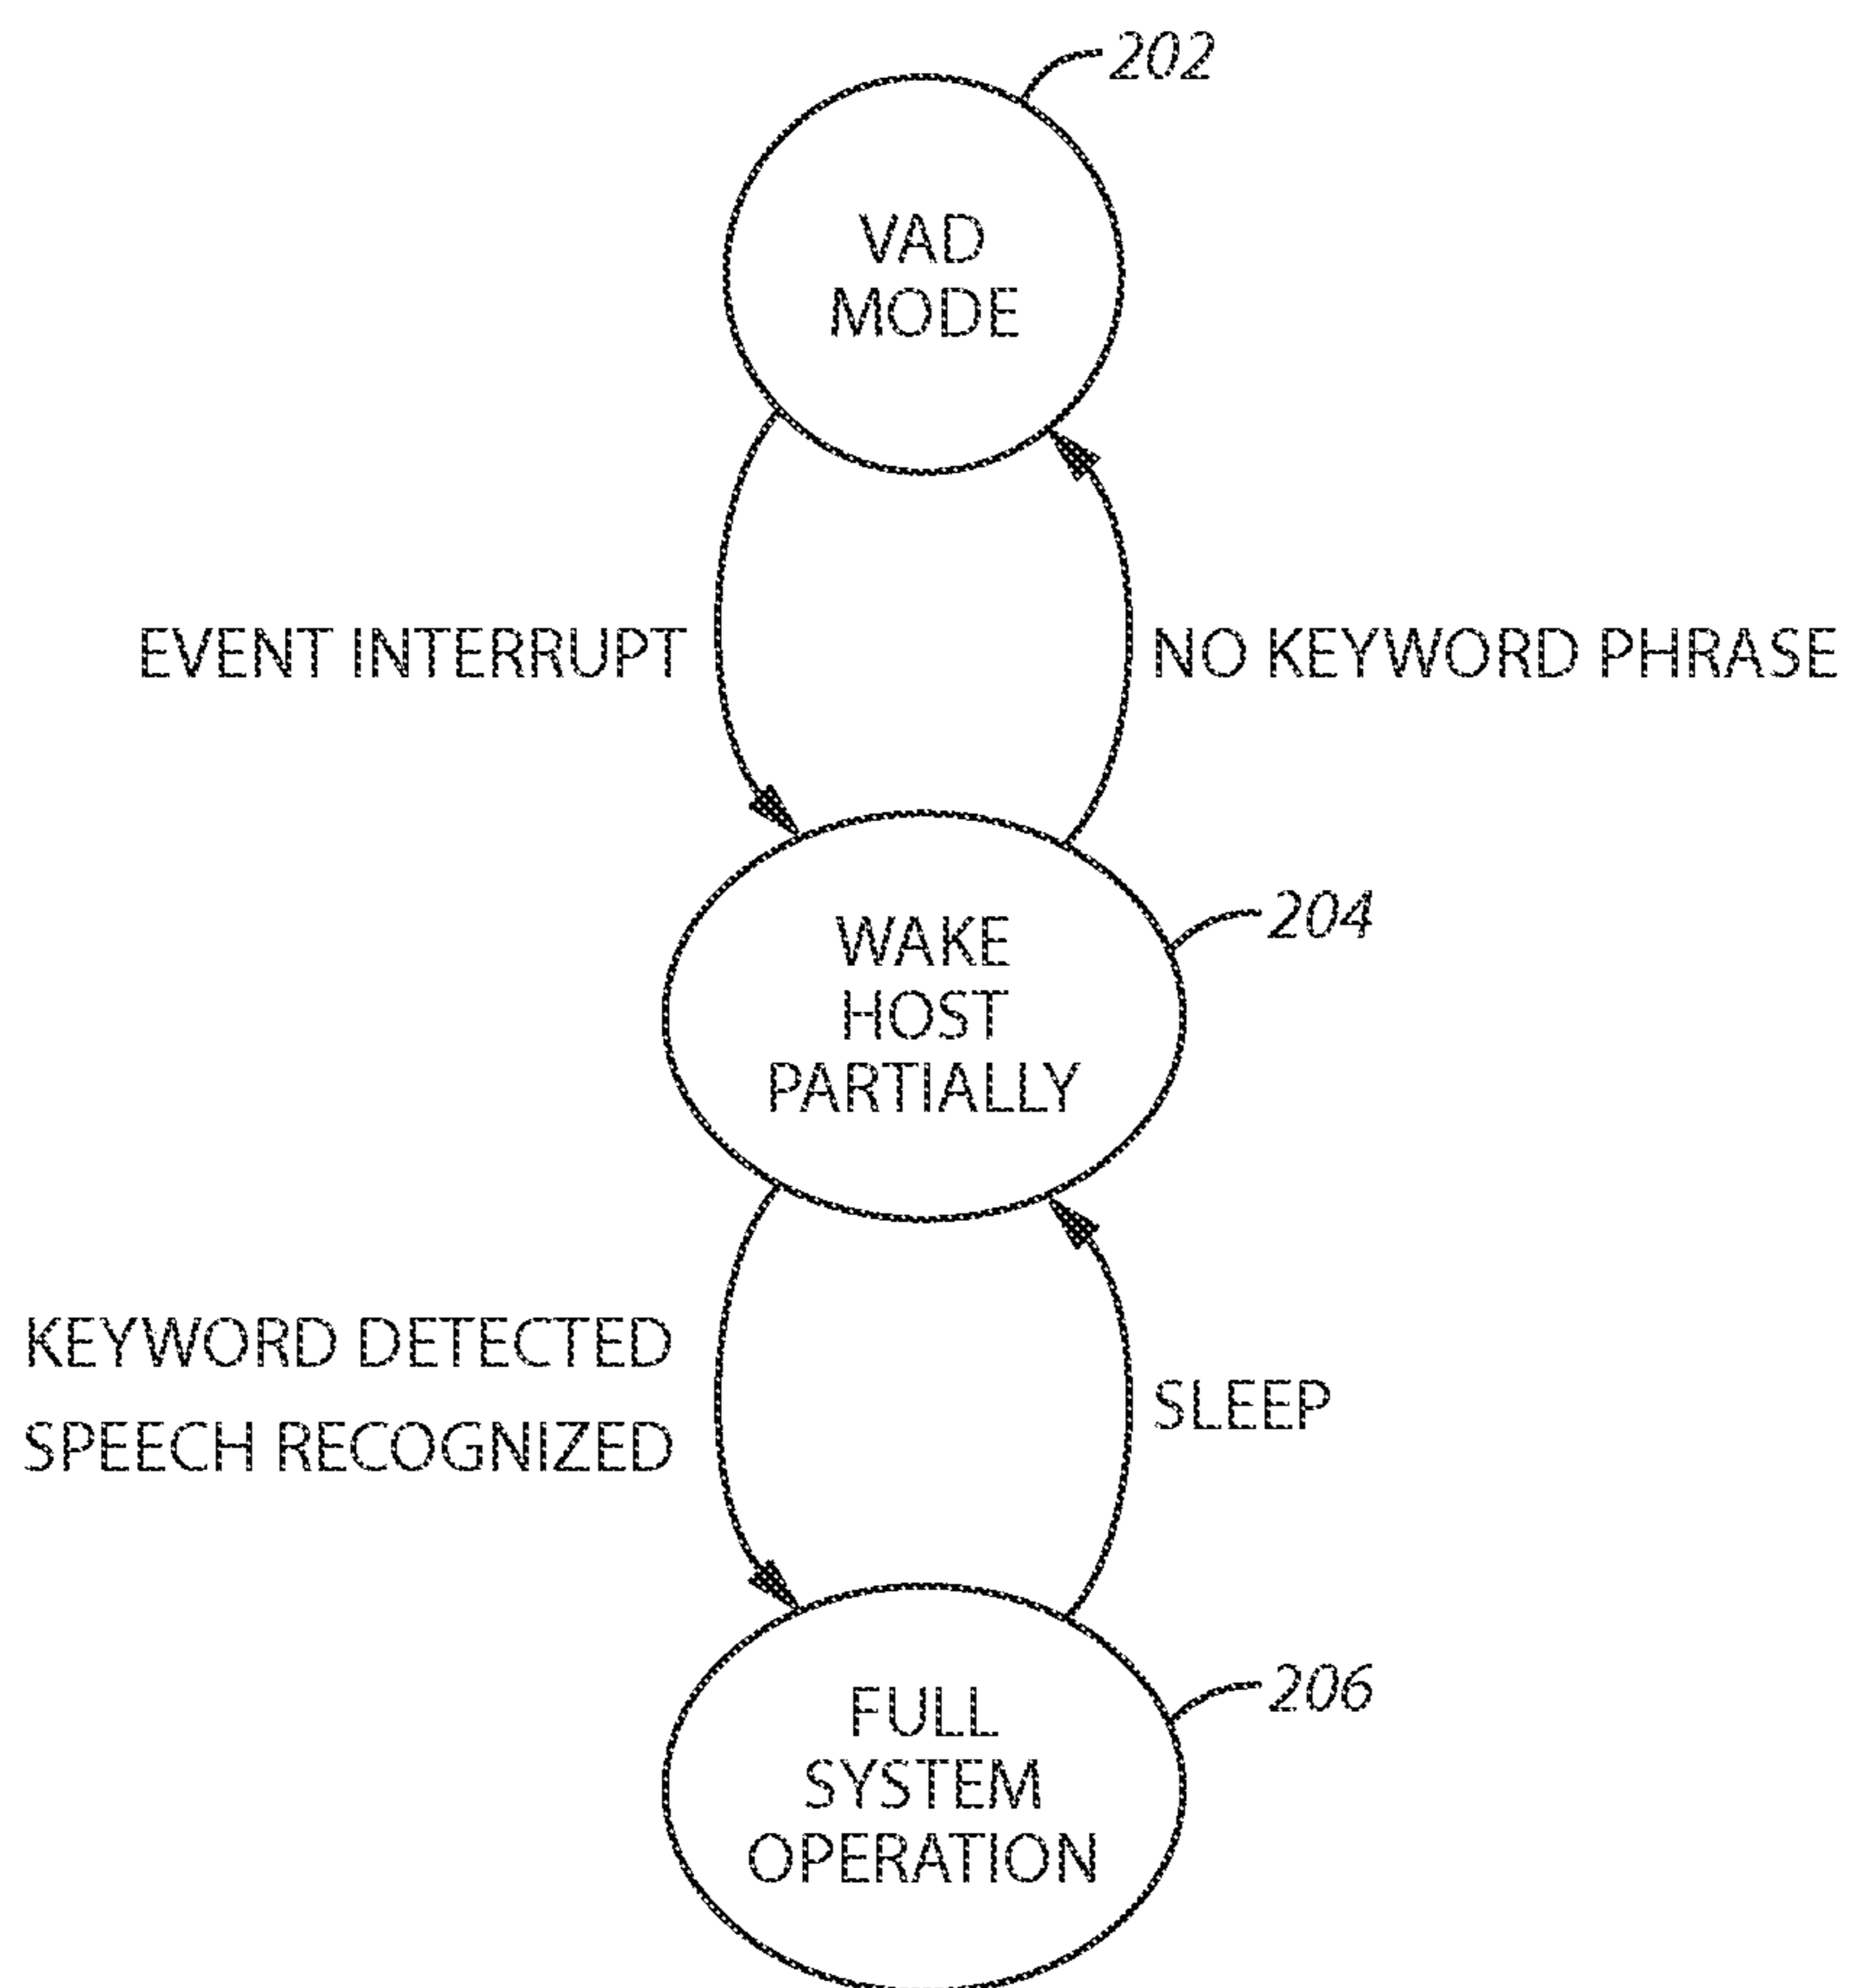 202
VAD
MODE
EVENT INTERRUPT
NO KEYWORD PHRASE
WAKE
HOST
PARTIALLY
204
KEYWORD DETECTED
SPEECH RECOGNIZED
SLEEP
FULL
SYSTEM
OPERATION
206